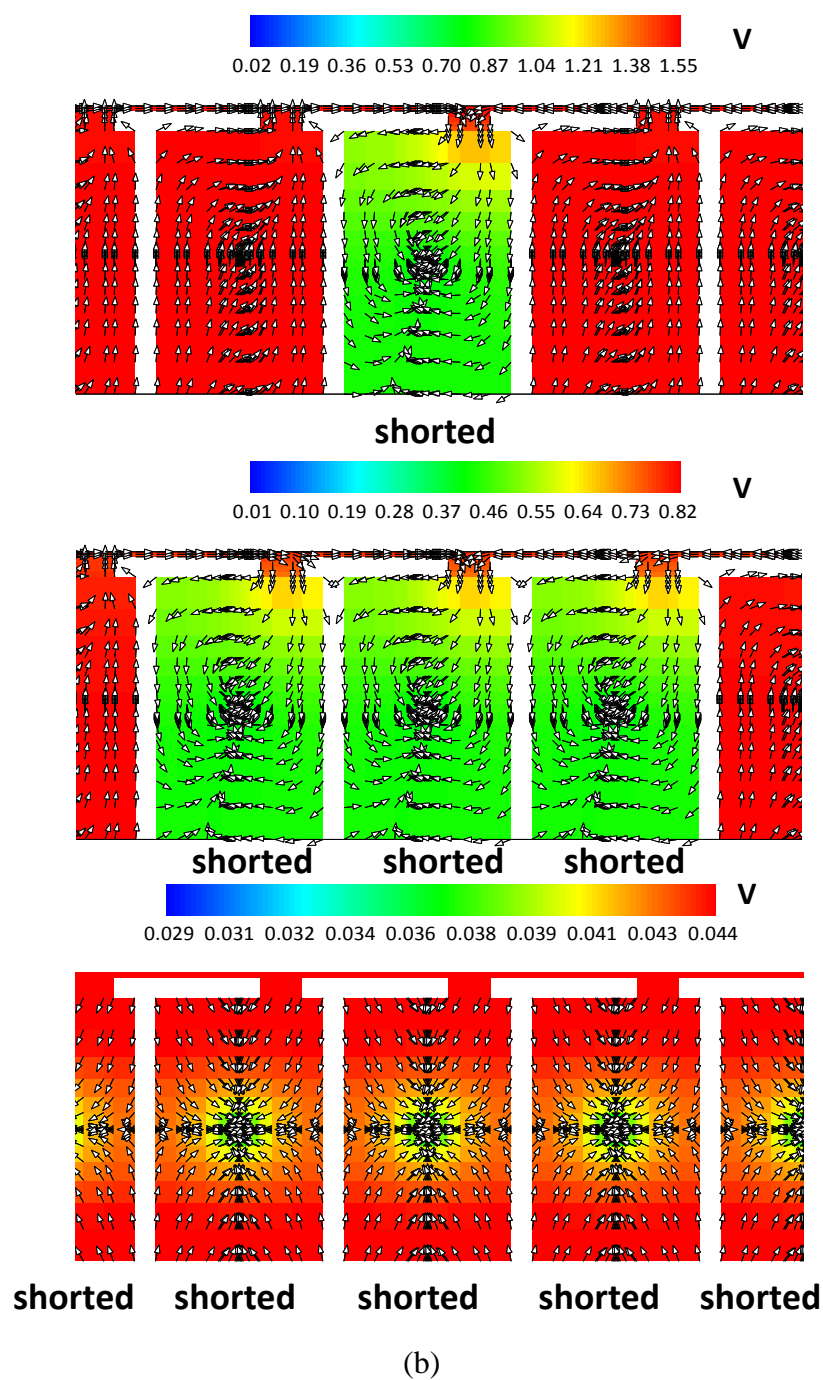 V
0.02 0.19 0.36 0.53 0.70 0.87 1.04 1.21 1.38 1.55
shorted
V
0.01 0.10 0.19 0.28 0.37 0.46 0.55 0.64 0.73 0.82
shorted shorted shorted
V
0.029 0.031 0.032 0.034 0.036 0.038 0.039 0.041 0.043 0.044
shorted shorted shorted shorted shorted
(b)